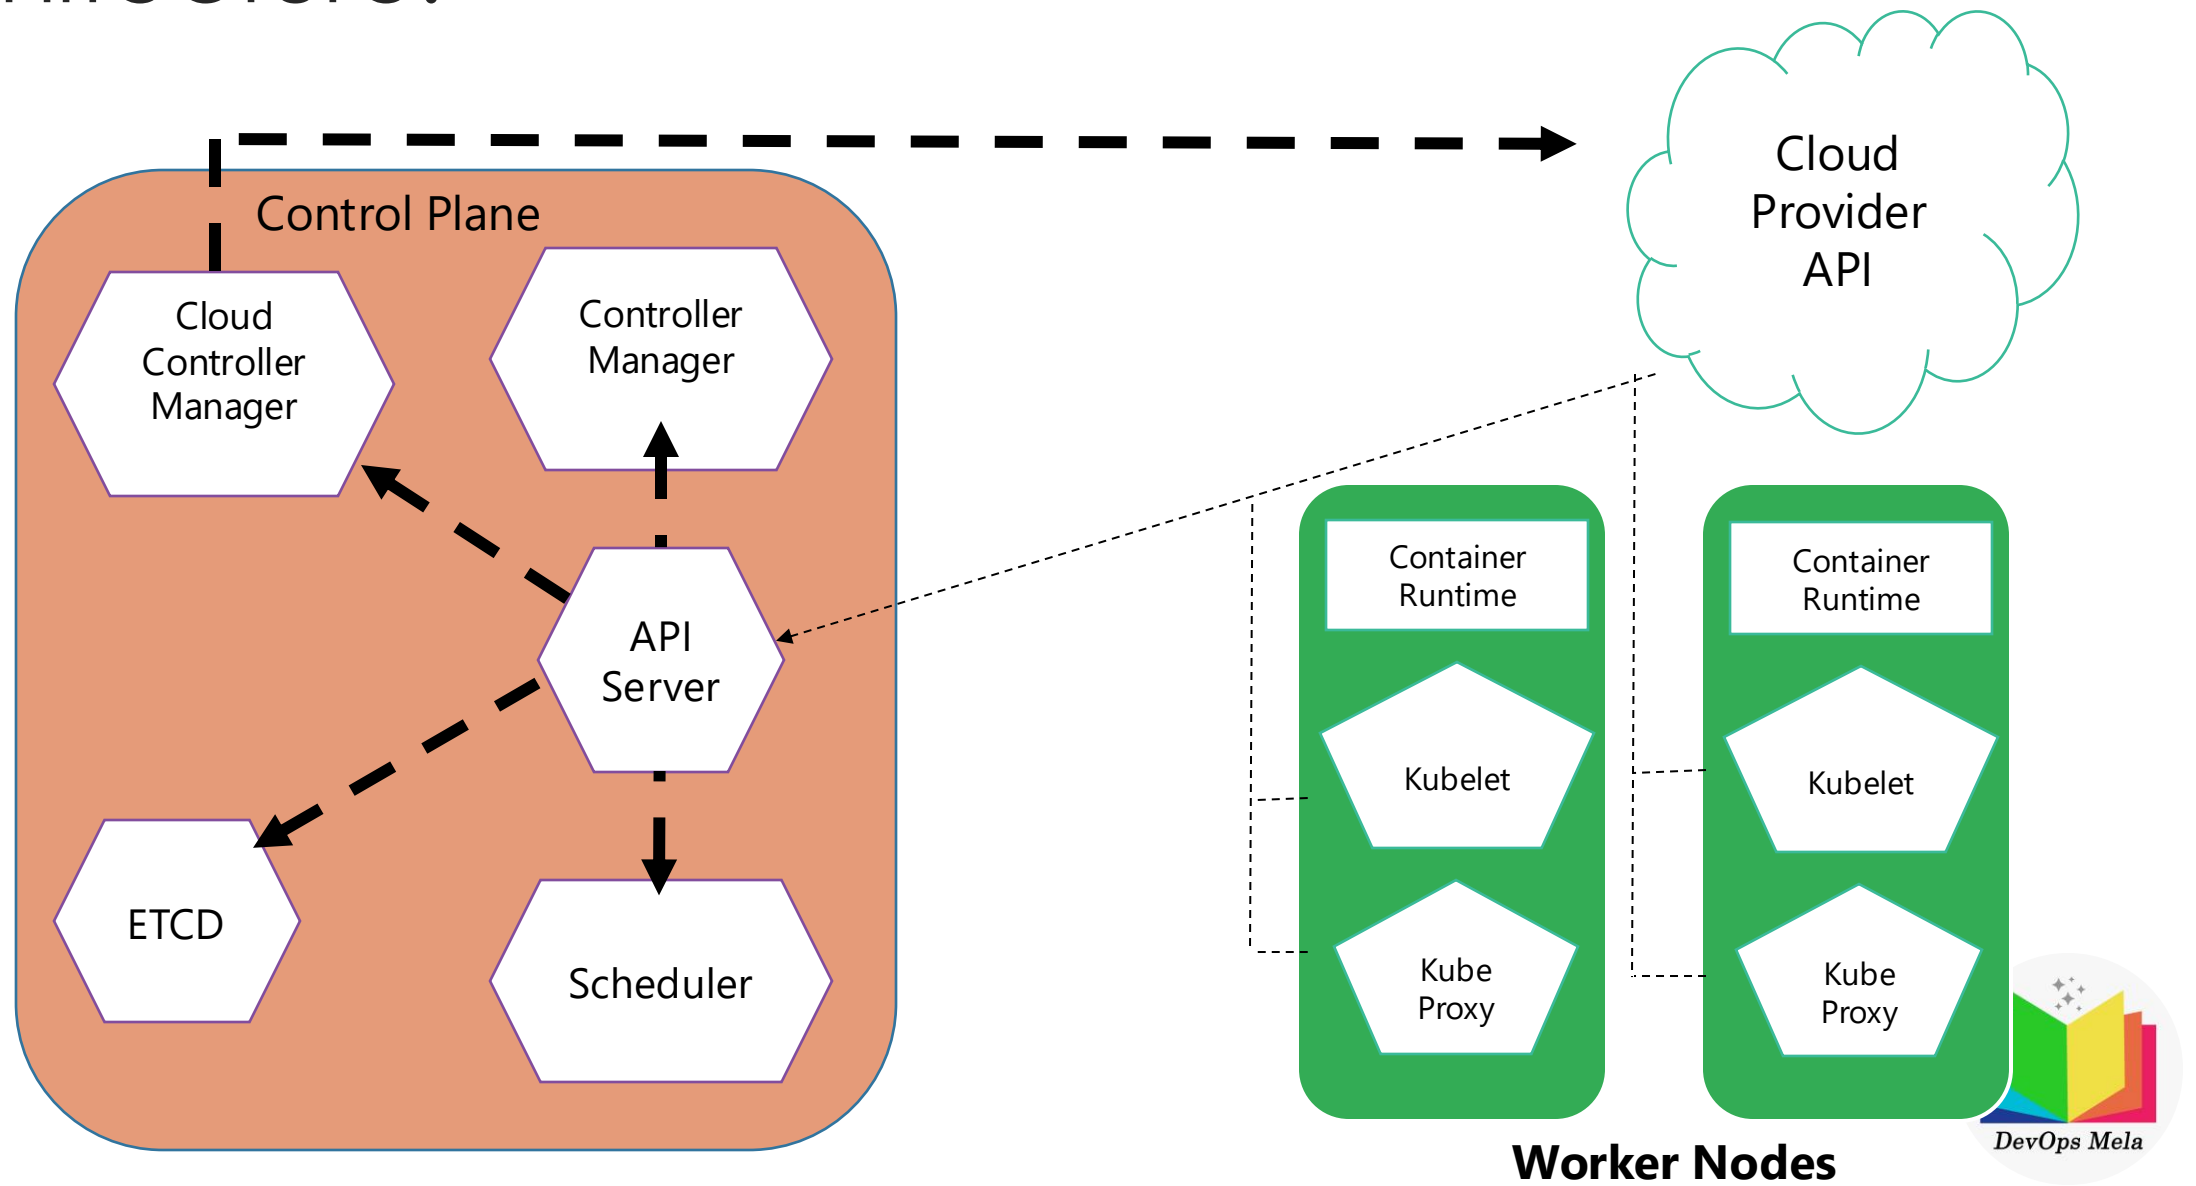 Control Plane
Cloud
Controller
Manager
Controller
Manager
API
Server
ETCD
Scheduler
Cloud
Provider
API
Container
Runtime
Kubelet
Kube
Proxy
Container
Runtime
Kubelet
Kube
Proxy
Worker Nodes
DevOps Mela